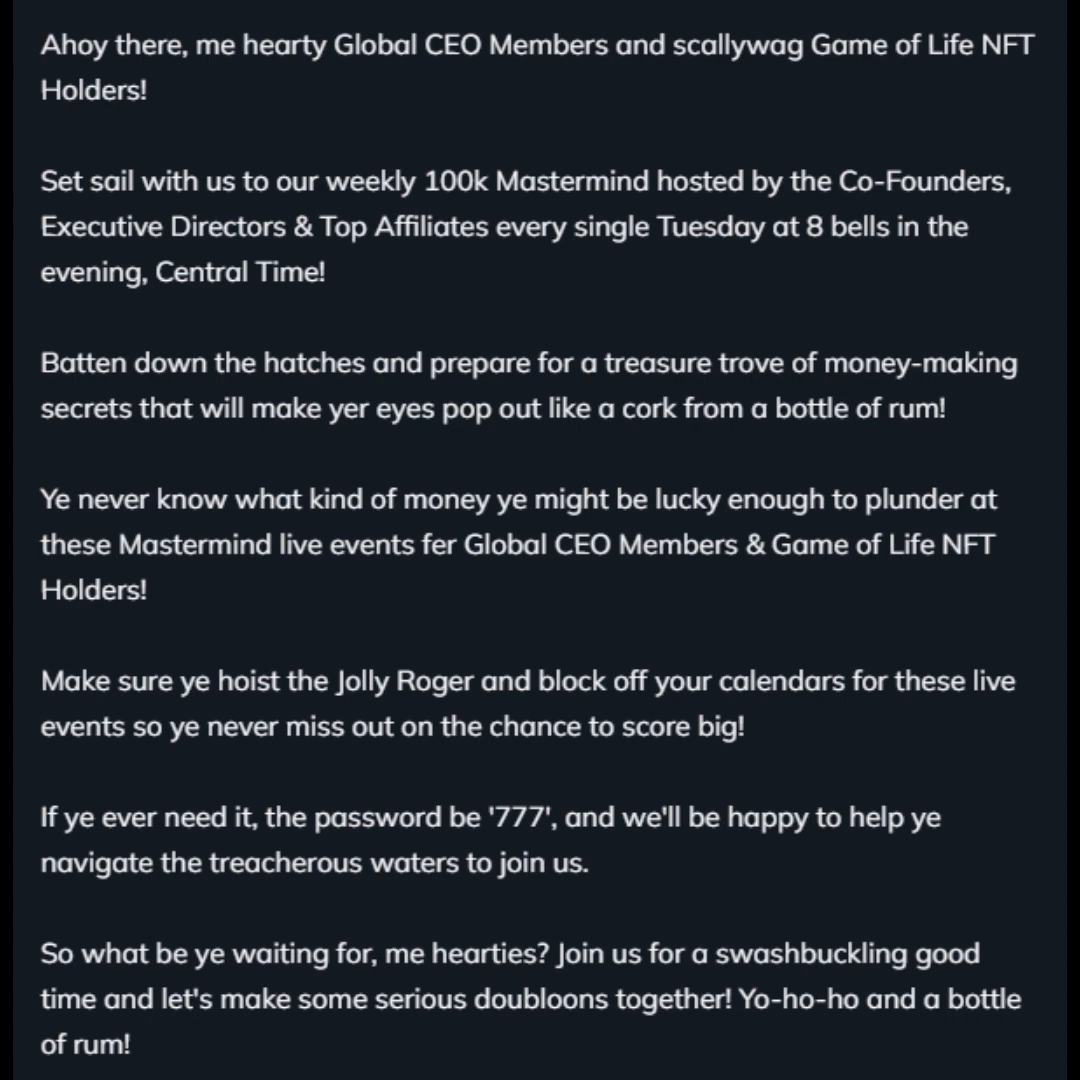 Ahoy there, me hearty Global CEO Members and scallywag Game of Life NFT
Holders!
Set sail with us to our weekly 100k Mastermind hosted by the Co-Founders,
Executive Directors & Top Affiliates every single Tuesday at 8 bells in the
evening, Central Time!
Batten down the hatches and prepare for a treasure trove of money-making
secrets that will make yer eyes pop out like a cork from a bottle of rum!
Ye never know what kind of money ye might be lucky enough to plunder at
these Mastermind live events fer Global CEO Members & Game of Life NFT
Holders!
Make sure ye hoist the Jolly Roger and block off your calendars for these live
events so ye never miss out on the chance to score big!
If ye ever need it, the password be '777', and we'll be happy to help ye
navigate the treacherous waters to join us.
So what be ye waiting for, me hearties? Join us for a swashbuckling good
time and let's make some serious doubloons together! Yo-ho-ho and a bottle
of rum!